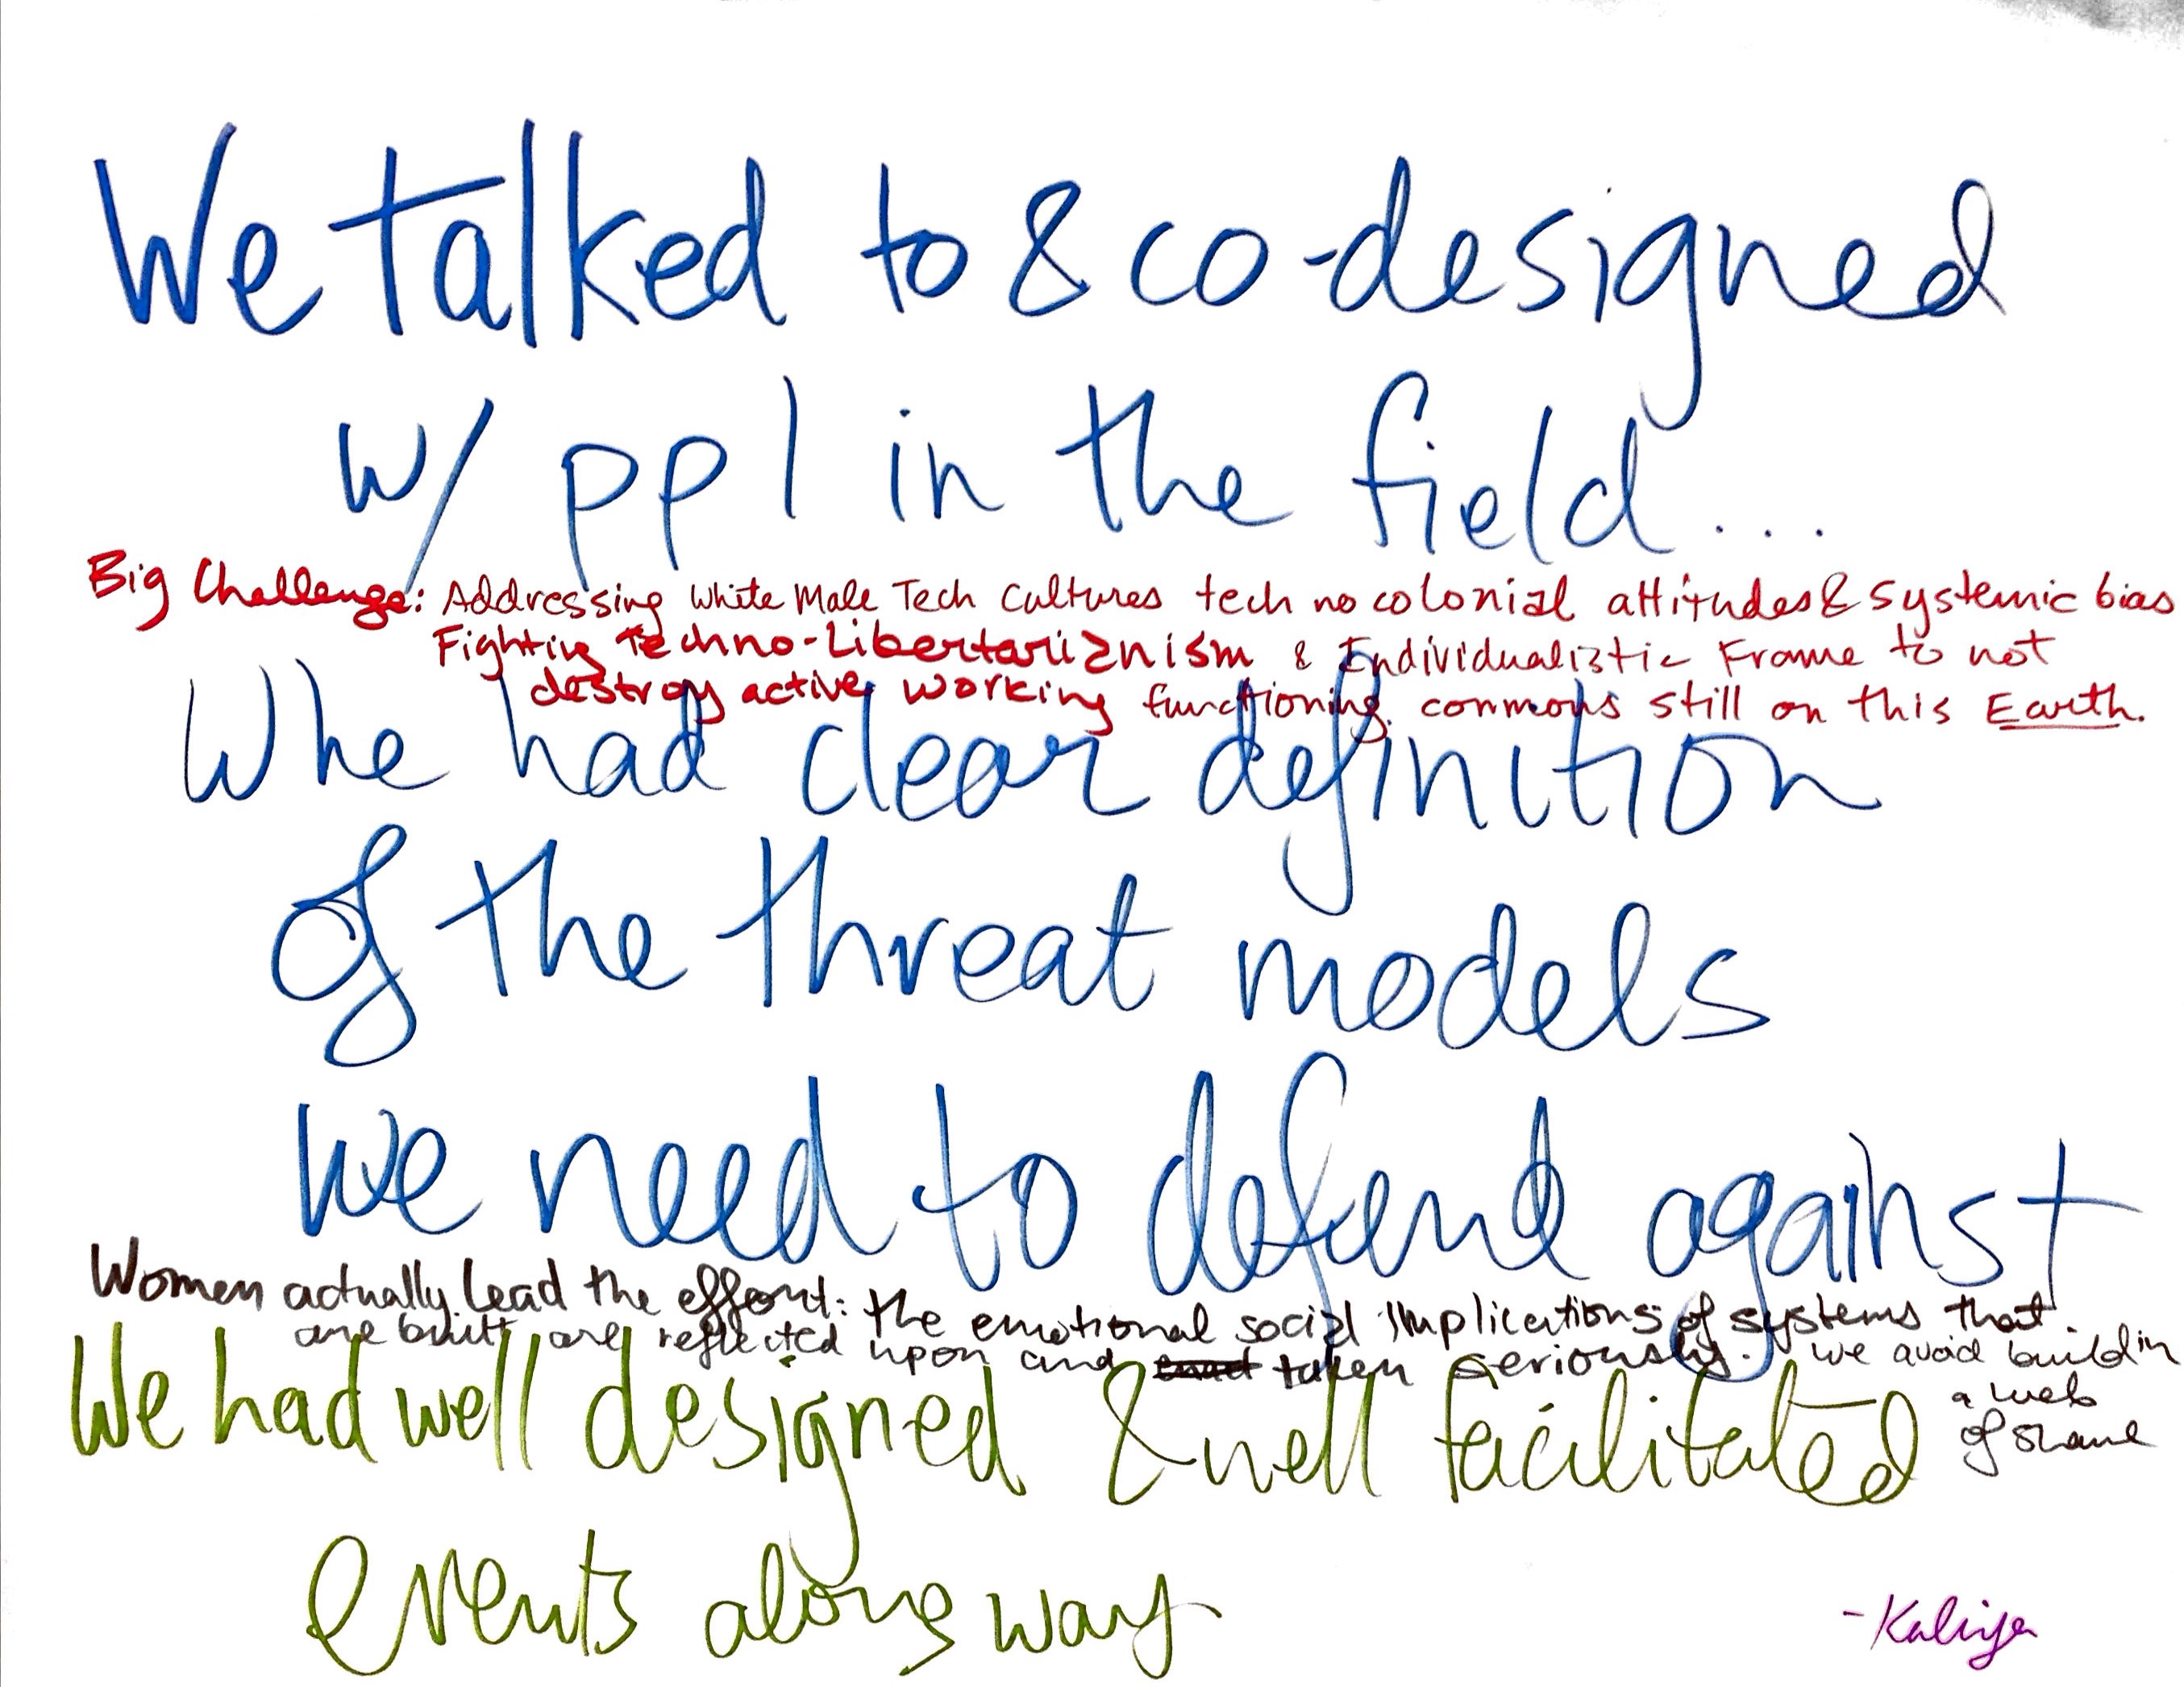 We talked to & co-designed
w/ ppl in the field...
Big Challenge: Addressing White Male Tech Cultures tech no colonial attitudes & systemic bias
Fighting Techno-Libertarianism & Individualistic Frame to not
destroy active working functioning commons still on this Earth.
Whe had clear definition
of the threat models
we need to defend against
Women actually lead the effort: the emotional social implications of systems that
are built are reflected upon and taken seriously. we avoid buildin
a web
of shame
We had well designed & well facilitated
events along way
-Kaliya